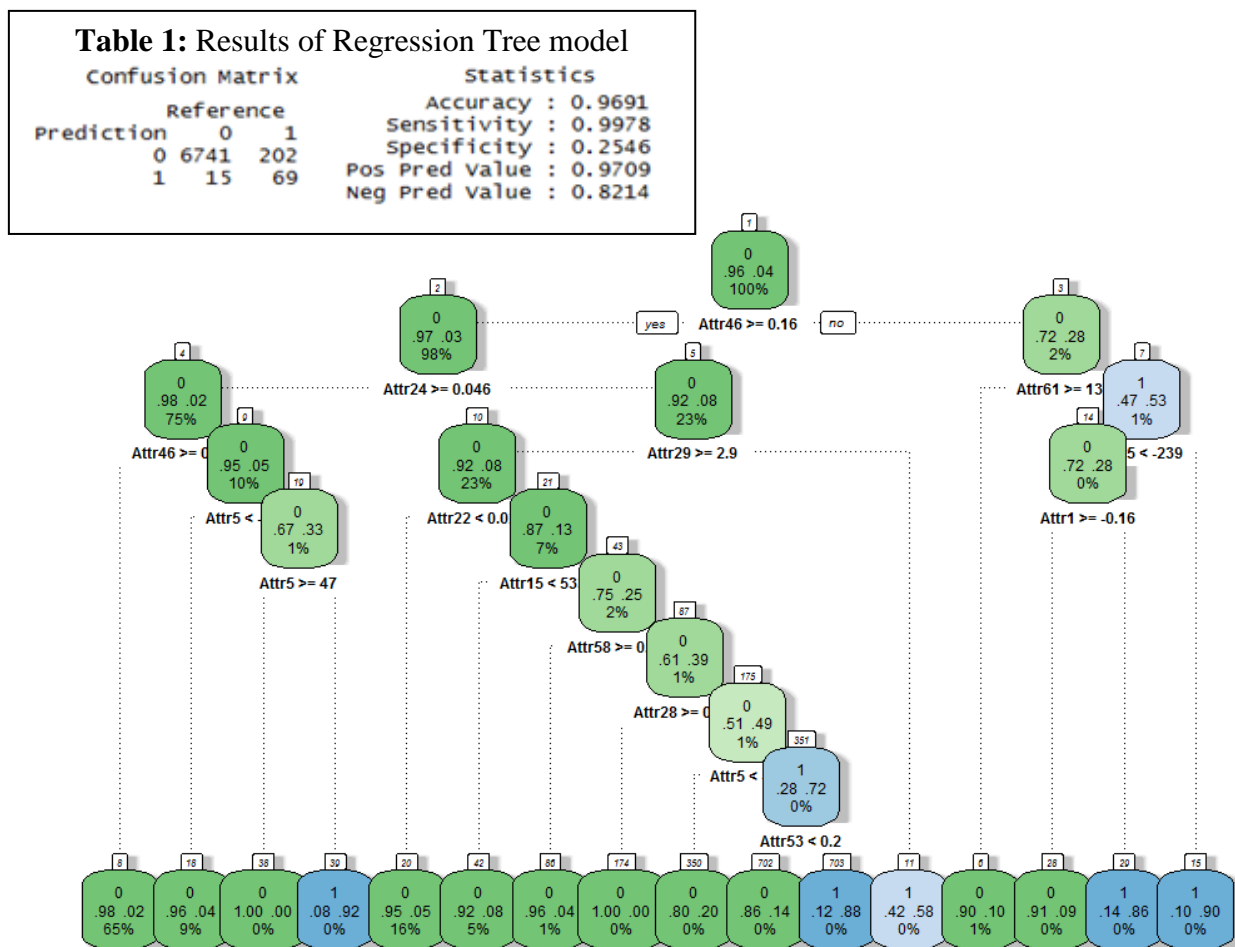 Table 1: Results of Regression Tree model
Confusion Matrix
Reference
Prediction 0 1
0 6741 202
1 15 69
Statistics
Accuracy : 0.9691
Sensitivity : 0.9978
Specificity : 0.2546
Pos Pred Value : 0.9709
Neg Pred Value : 0.8214
1
0
.96 .04
100%
yes Attr46 >= 0.16 no
2
0
.97 .03
98%
Attr24 >= 0.046
3
0
.72 .28
2%
Attr61 >= 13
4
0
.98 .02
75%
Attr46 >= 0
5
0
.92 .08
23%
Attr29 >= 2.9
7
1
.47 .53
1%
5 < -239
9
0
.95 .05
10%
Attr5 < -
10
0
.92 .08
23%
Attr22 < 0.0
14
0
.72 .28
0%
Attr1 >= -0.16
19
0
.67 .33
1%
Attr5 >= 47
21
0
.87 .13
7%
Attr15 < 53
43
0
.75 .25
2%
Attr58 >= 0.
87
0
.61 .39
1%
Attr28 >= 0
175
0
.51 .49
1%
Attr5 <
351
1
.28 .72
0%
Attr53 < 0.2
8 18 38 39 20 42 86 174 350 702 703 11 6 28 29 15
0 0 0 1 0 0 0 0 0 0 1 1 0 0 1 1
.98 .02 .96 .04 1.00 .00 .08 .92 .95 .05 .92 .08 .96 .04 1.00 .00 .80 .20 .86 .14 .12 .88 .42 .58 .90 .10 .91 .09 .14 .86 .10 .90
65% 9% 0% 0% 16% 5% 1% 0% 0% 0% 0% 0% 1% 0% 0% 0%